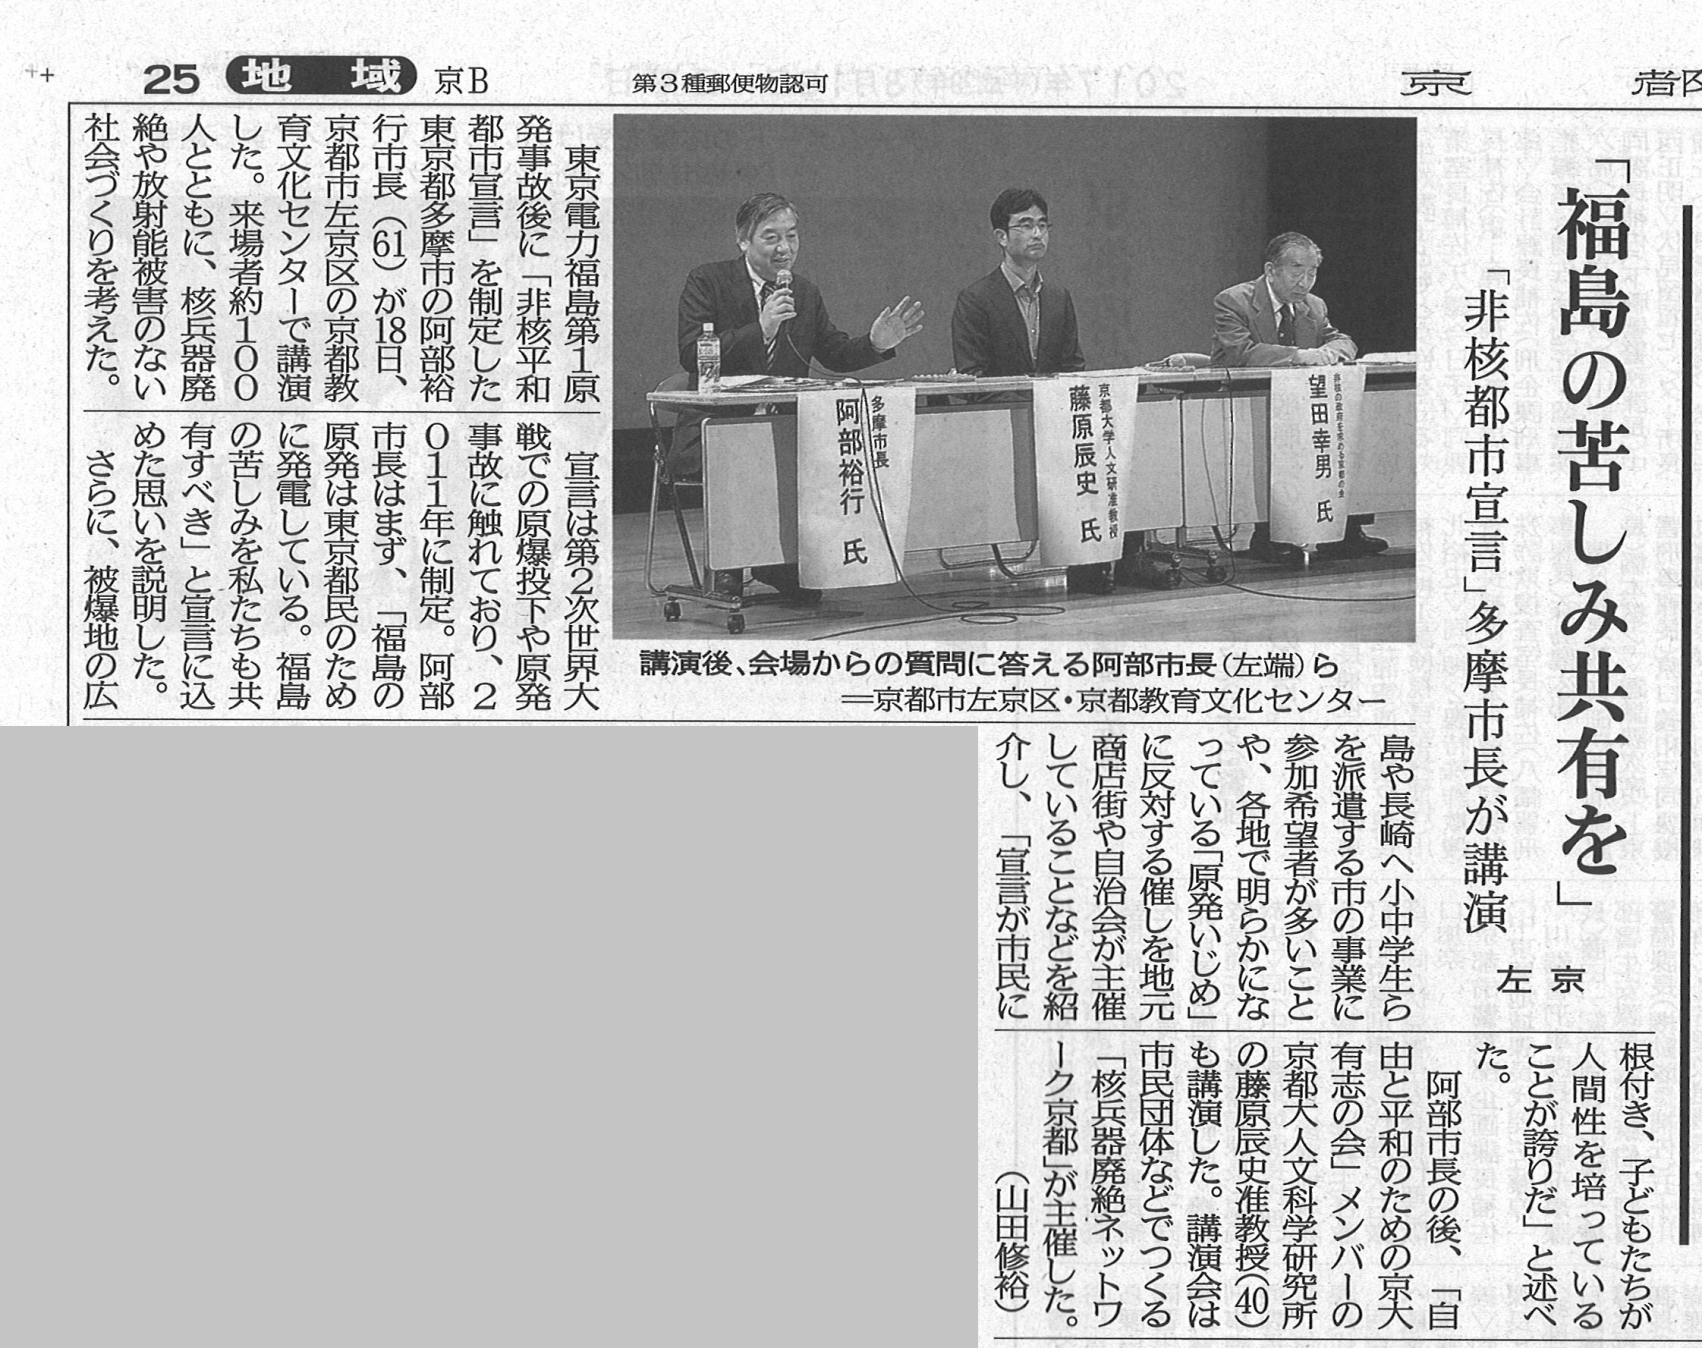 25 地域 京B
第3種郵便物認可
京 都
「福島の苦しみ共有を」
「非核都市宣言」多摩市長が講演
左京
東京電力福島第1原
発事故後に「非核平和
都市宣言」を制定した
東京都多摩市の阿部裕
行市長(61)が18日、
京都市左京区の京都教
育文化センターで講演
した。来場者約100
人とともに、核兵器廃
絶や放射能被害のない
社会づくりを考えた。
宣言は第2次世界大
戦での原爆投下や原発
事故に触れており、2
011年に制定。阿部
市長はまず、「福島の
原発は東京都民のため
に発電している。福島
の苦しみを私たちも共
有すべき」と宣言に込
めた思いを説明した。
さらに、被爆地の広
島や長崎へ小中学生ら
を派遣する市の事業に
参加希望者が多いこと
や、各地で明らかにな
っている「原発いじめ」
に反対する催しを地元
商店街や自治会が主催
していることなどを紹
介し、「宣言が市民に
根付き、子どもたちが
人間性を培っている
ことが誇りだ」と述べ
た。
阿部市長の後、「自
由と平和のための京大
有志の会」メンバーの
京都大人文科学研究所
の藤原辰史准教授(40)
も講演した。講演会は
市民団体などでつくる
「核兵器廃絶ネットワ
ーク京都」が主催した。
(山田修裕)
多摩市長
阿部裕行 氏
京都大学人文研准教授
藤原辰史 氏
非核の政府を求める京都の会
望田幸男 氏
講演後、会場からの質問に答える阿部市長(左端)ら
=京都市左京区・京都教育文化センター